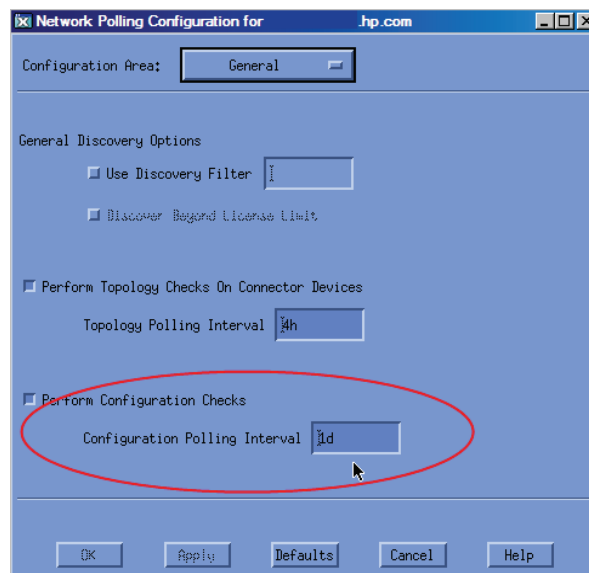 Network Polling Configuration for .hp.com
Configuration Area: General
General Discovery Options
Use Discovery Filter
Discover Beyond License Limit
Perform Topology Checks On Connector Devices
Topology Polling Interval 4h
Perform Configuration Checks
Configuration Polling Interval 1d
OK Apply Defaults Cancel Help